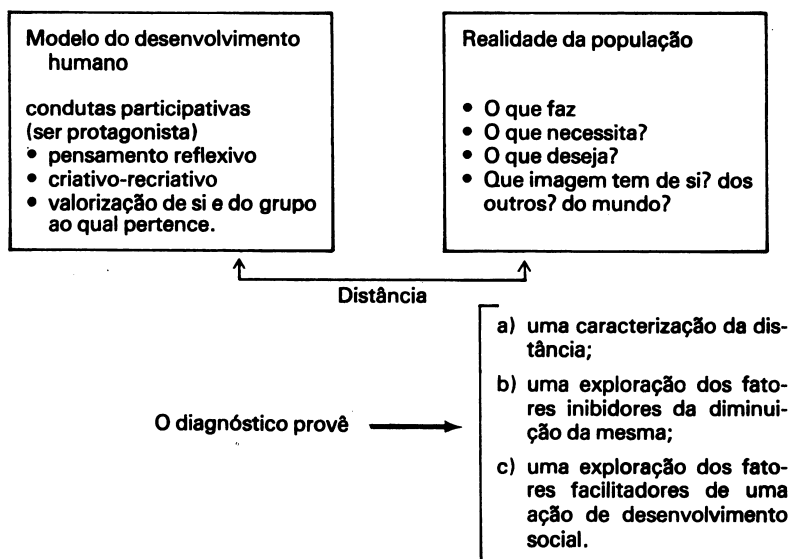 Modelo do desenvolvimento
humano
condutas participativas
(ser protagonista)
• pensamento reflexivo
• criativo-recriativo
• valorização de si e do grupo
ao qual pertence.
Realidade da população
• O que faz
• O que necessita?
• O que deseja?
• Que imagem tem de si? dos
outros? do mundo?
Distância
O diagnóstico provê
a) uma caracterização da dis-
tância;
b) uma exploração dos fato-
res inibidores da diminui-
ção da mesma;
c) uma exploração dos fato-
res facilitadores de uma
ação de desenvolvimento
social.